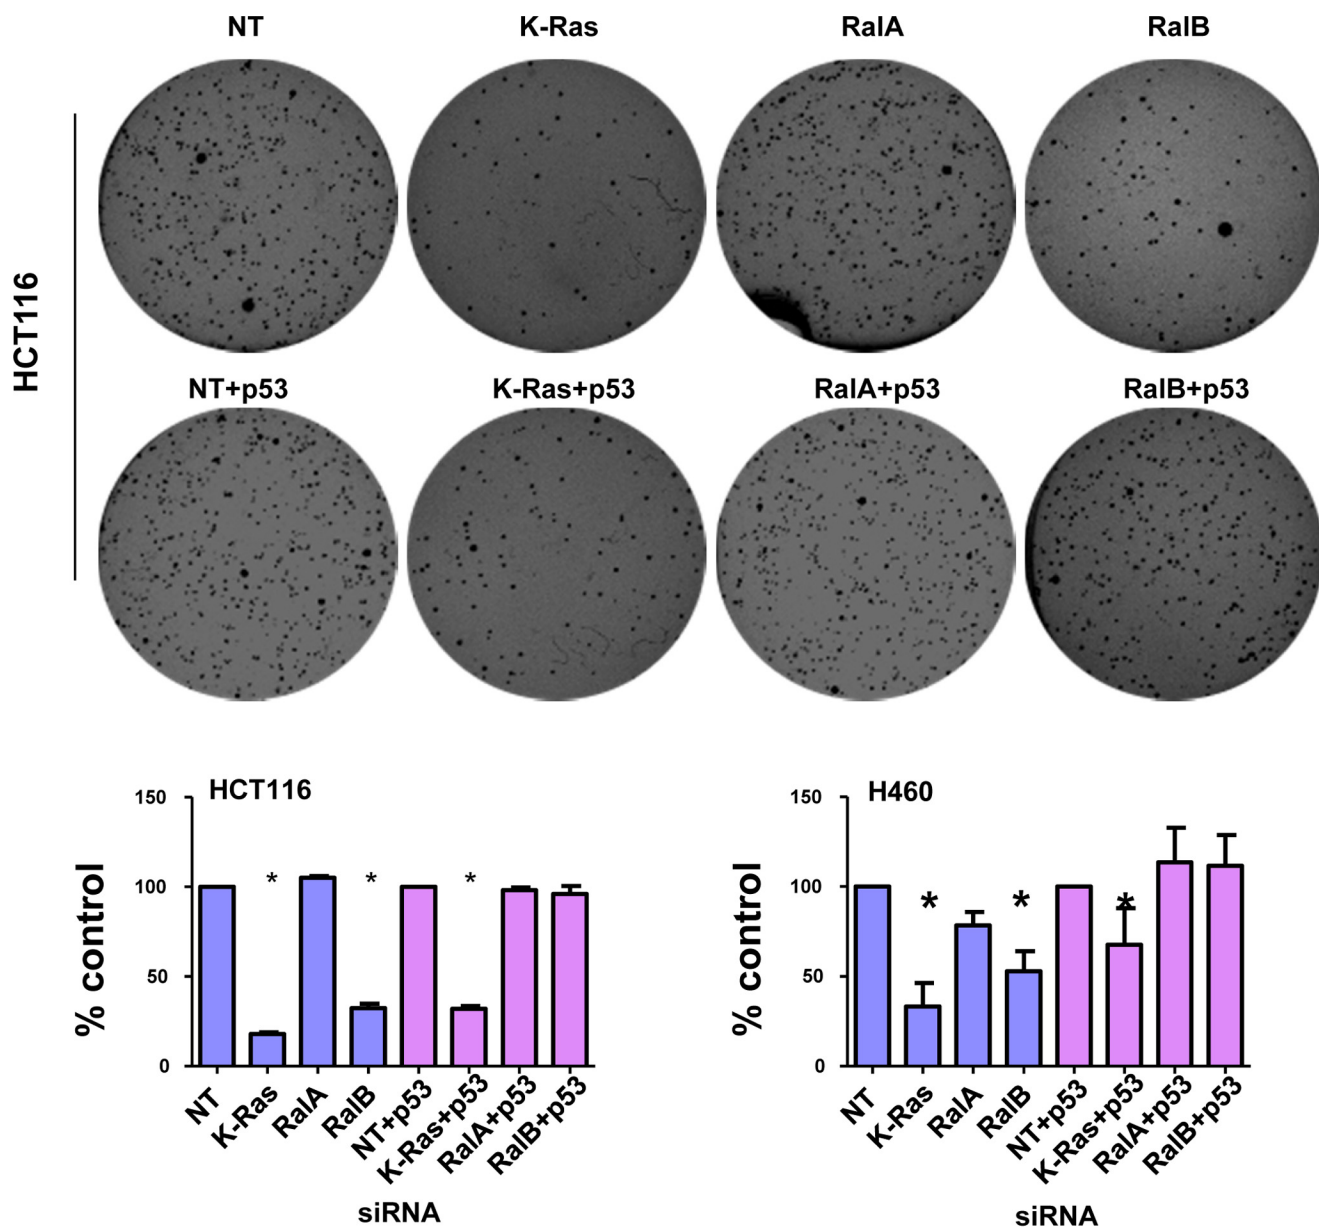 NT K-Ras RalA RalB
HCT116
NT+p53 K-Ras+p53 RalA+p53 RalB+p53
HCT116
150
100
50
0
% control
* * *
NT K-Ras RalA RalB NT+p53 K-Ras+p53 RalA+p53 RalB+p53
siRNA
H460
150
100
50
0
% control
* * *
NT K-Ras RalA RalB NT+p53 K-Ras+p53 RalA+p53 RalB+p53
siRNA